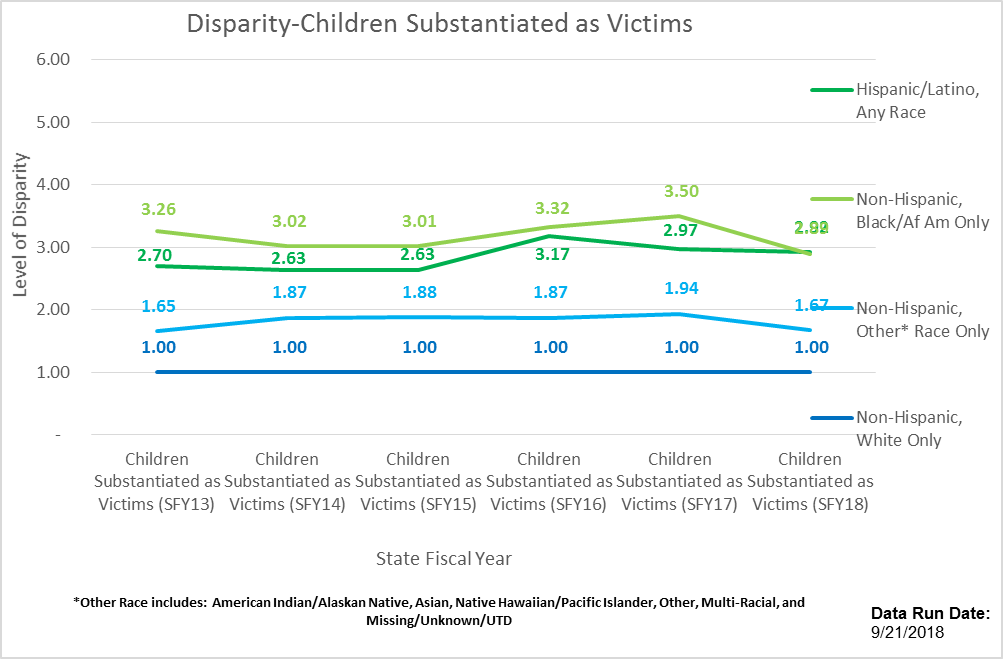 Disparity-Children Substantiated as Victims
6.00
5.00
4.00
3.00
2.00
1.00
-
Level of Disparity
3.26
3.02
3.01
3.32
3.50
2.70
2.63
2.63
3.17
2.97
2.92
1.65
1.87
1.88
1.87
1.94
1.67
1.00
1.00
1.00
1.00
1.00
1.00
Hispanic/Latino,
Any Race
Non-Hispanic,
Black/Af Am Only
Non-Hispanic,
Other* Race Only
Non-Hispanic,
White Only
Children
Substantiated as
Victims (SFY13)
Children
Substantiated as
Victims (SFY14)
Children
Substantiated as
Victims (SFY15)
Children
Substantiated as
Victims (SFY16)
Children
Substantiated as
Victims (SFY17)
Children
Substantiated as
Victims (SFY18)
State Fiscal Year
*Other Race includes: American Indian/Alaskan Native, Asian, Native Hawaiian/Pacific Islander, Other, Multi-Racial, and
Missing/Unknown/UTD
Data Run Date:
9/21/2018